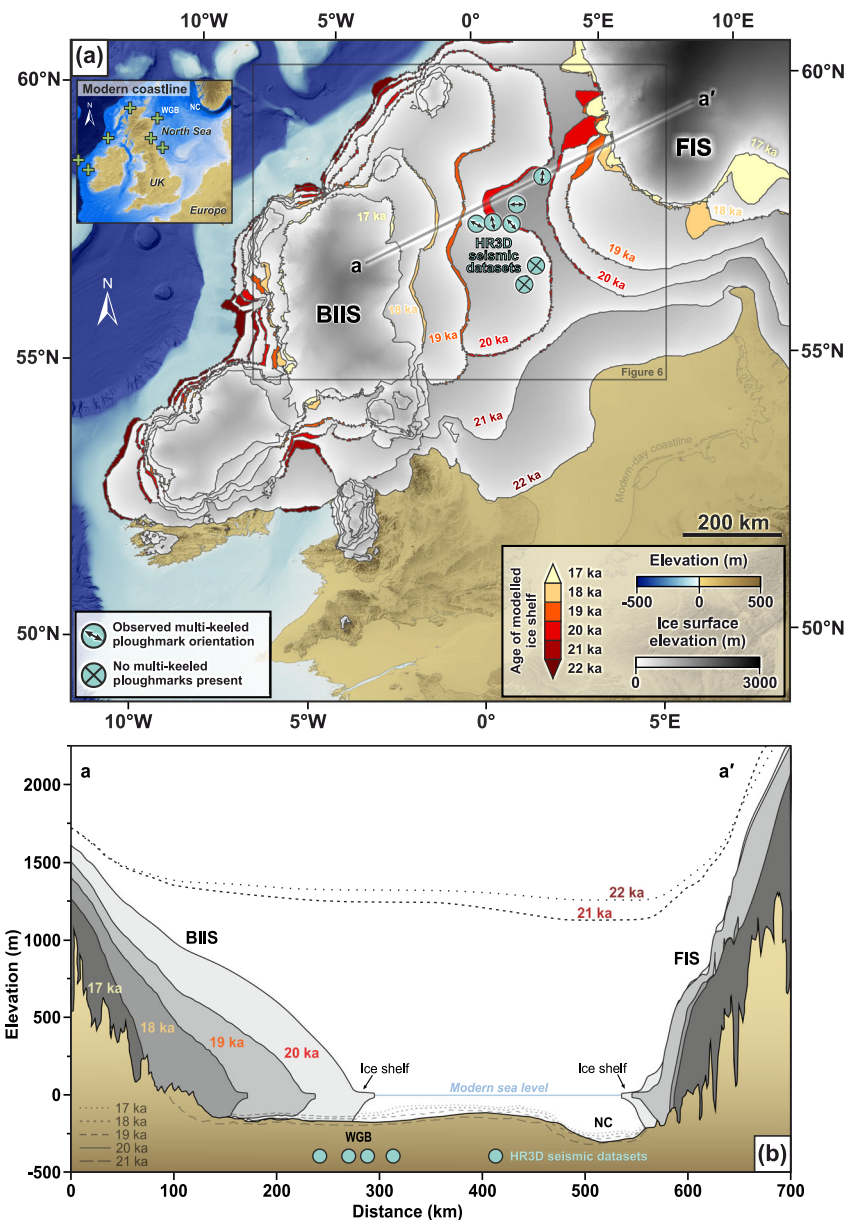 10°W 5°W 0° 5°E 10°E
(a)
60°N 60°N
Modern coastline
N
WGB
NC
North Sea
UK
Europe
a′
FIS
17 ka
18 ka
17 ka
HR3D
seismic
datasets
a
BIIS
18 ka
19 ka
20 ka
19 ka
20 ka
N
55°N 55°N
Figure 6
21 ka
22 ka
Modern-day coastline
200 km
50°N 50°N
Observed multi-keeled
ploughmark orientation
No multi-keeled
ploughmarks present
Age of modelled
ice shelf
17 ka
18 ka
19 ka
20 ka
21 ka
22 ka
Elevation (m)
-500 0 500
Ice surface
elevation (m)
0 3000
10°W 5°W 0° 5°E
a a′
2000
1500
1000
500
0
-500
Elevation (m)
22 ka
21 ka
BIIS
FIS
17 ka
18 ka
19 ka
20 ka
Ice shelf
Ice shelf
Modern sea level
17 ka
18 ka
19 ka
20 ka
21 ka
WGB
NC
HR3D seismic datasets
(b)
0 100 200 300 400 500 600 700
Distance (km)